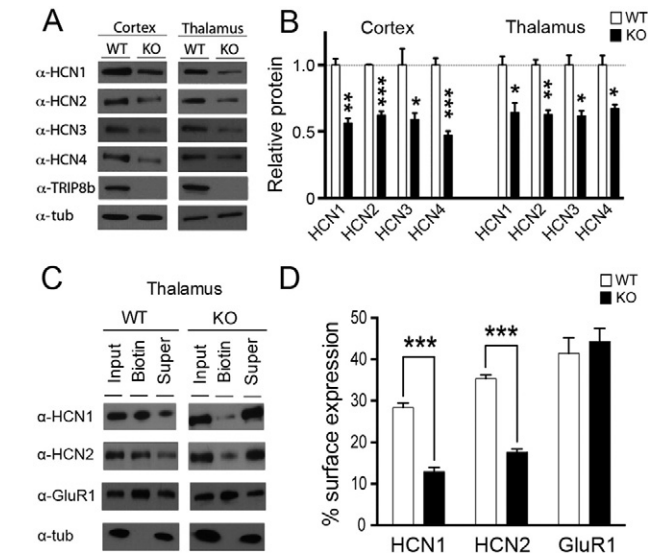 A
Cortex Thalamus
WT KO WT KO
α-HCN1
α-HCN2
α-HCN3
α-HCN4
α-TRIP8b
α-tub
B
WT
KO
Cortex Thalamus
Relative protein
1.0
0.5
0
** *** * *** * ** * *
HCN1 HCN2 HCN3 HCN4 HCN1 HCN2 HCN3 HCN4
C
Thalamus
WT KO
Input Biotin Super Input Biotin Super
α-HCN1
α-HCN2
α-GluR1
α-tub
D
WT
KO
% surface expression
50
40
30
20
10
0
*** ***
HCN1 HCN2 GluR1